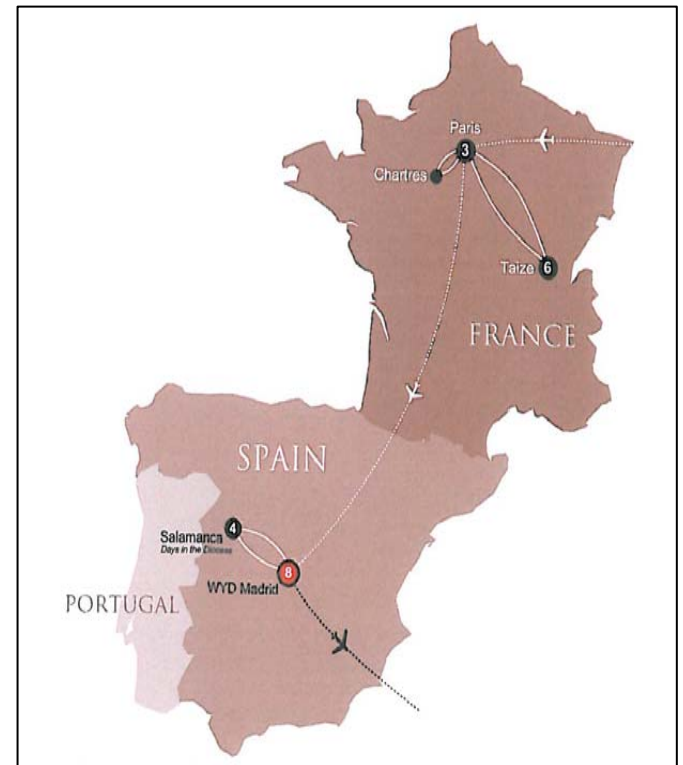 Paris
3
Chartres
Taize 6
FRANCE
SPAIN
4
Salamanca
Days in the Diocese
8
WYD Madrid
PORTUGAL